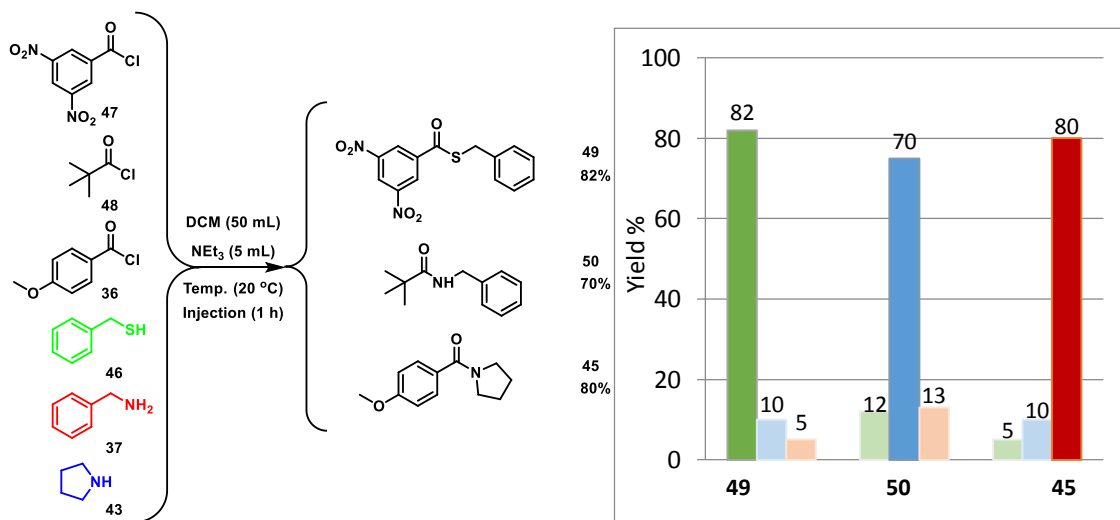 O
O₂N
Cl
NO₂
47
O
Cl
48
O
Cl
O
36
SH
46
NH₂
37
NH
43
DCM (50 mL)
NEt₃ (5 mL)
Temp. (20 °C)
Injection (1 h)
O
O₂N
S
NO₂
49
82%
O
NH
50
70%
O
N
O
45
80%
Yield %
100
80
60
40
20
0
82
10
5
12
70
13
5
10
80
49
50
45